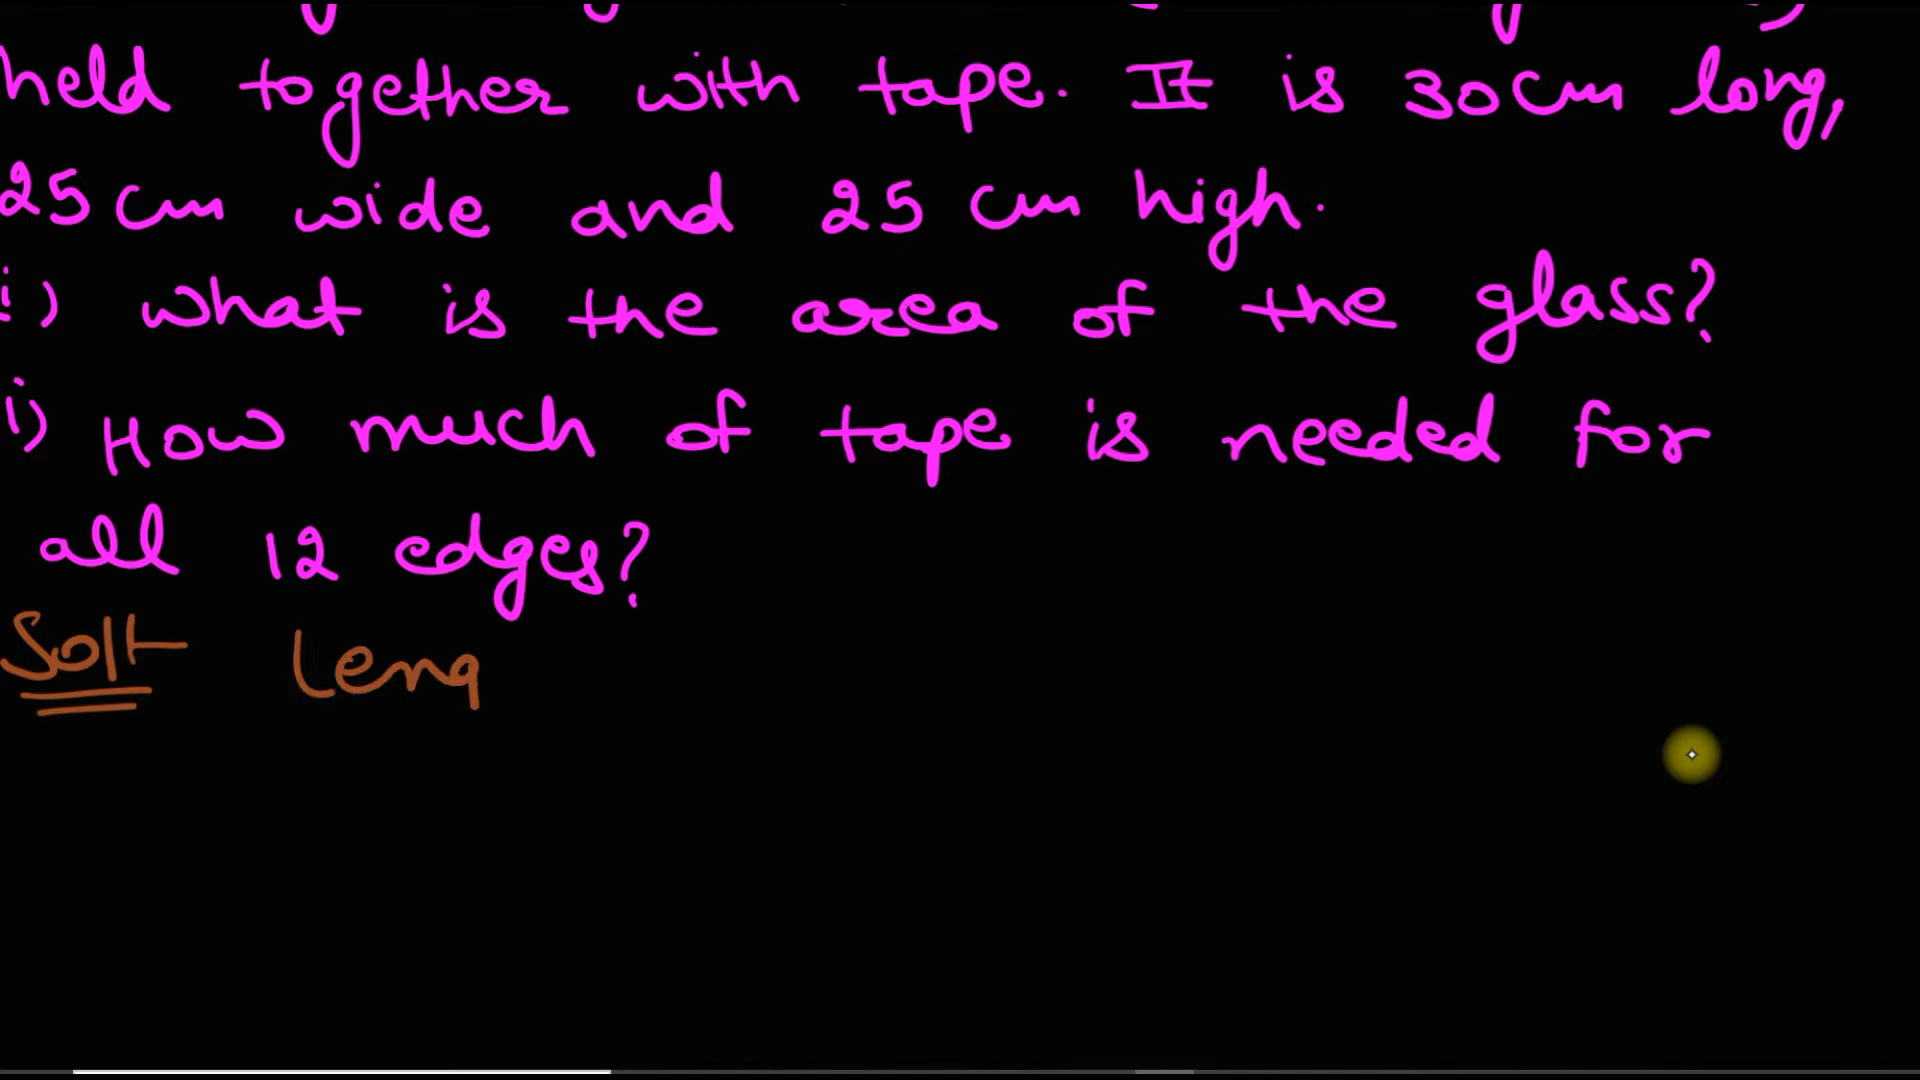 held together with tape. It is 30cm long,
25 cm wide and 25 cm high.
i) what is the area of the glass?
i) How much of tape is needed for
all 12 edges?
Solt leng